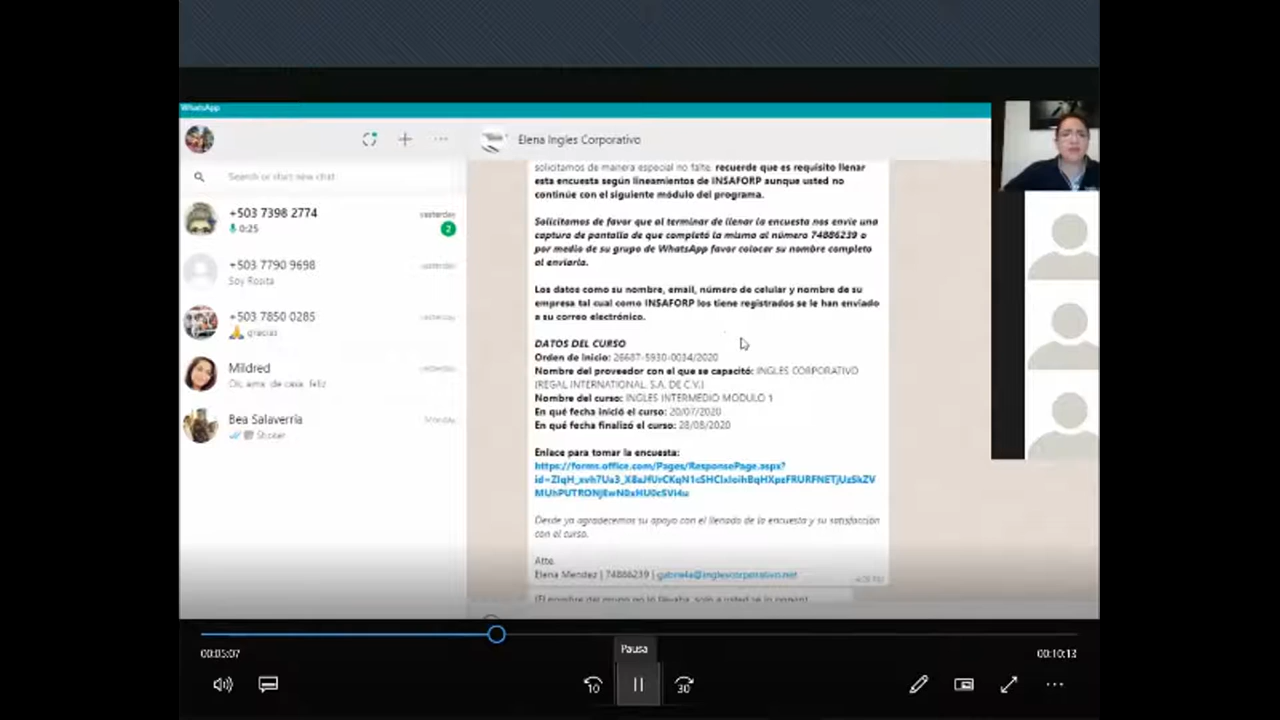 WhatsApp
Elena Ingles Corporativo
Search or start new chat
+503 7398 2774
yesterday
0:25
2
+503 7790 9698
yesterday
Soy Rosita
+503 7850 0285
yesterday
gracias
Mildred
yesterday
Ok, ama de casa feliz
Bea Salaverria
Monday
Sticker
solicitamos de manera especial no falte, recuerde que es requisito llenar
esta encuesta según lineamientos de INSAFORP aunque usted no
continúe con el siguiente módulo del programa.
Solicitamos de favor que al terminar de llenar la encuesta nos envíe una
captura de pantalla de que completó la misma al número 74886239 o
por medio de su grupo de WhatsApp favor colocar su nombre completo
al enviarla.
Los datos como su nombre, email, número de celular y nombre de su
empresa tal cual como INSAFORP los tiene registrados se le han enviado
a su correo electrónico.
DATOS DEL CURSO
Orden de Inicio: 26687-5930-0034/2020
Nombre del proveedor con el que se capacitó: INGLES CORPORATIVO
(REGAL INTERNATIONAL, S.A. DE C.V.)
Nombre del curso: INGLES INTERMEDIO MODULO 1
En qué fecha inició el curso: 20/07/2020
En qué fecha finalizó el curso: 28/08/2020
Enlace para tomar la encuesta:
https://forms.office.com/Pages/ResponsePage.aspx?
Desde ya agradecemos su apoyo con el llenado de la encuesta y su satisfacción
con el curso.
Atte.
Elena Mendez | 74886239 | gabriela@inglescorporativo.net
4:05 PM
Pausa
00:05:07
00:10:13
10
30